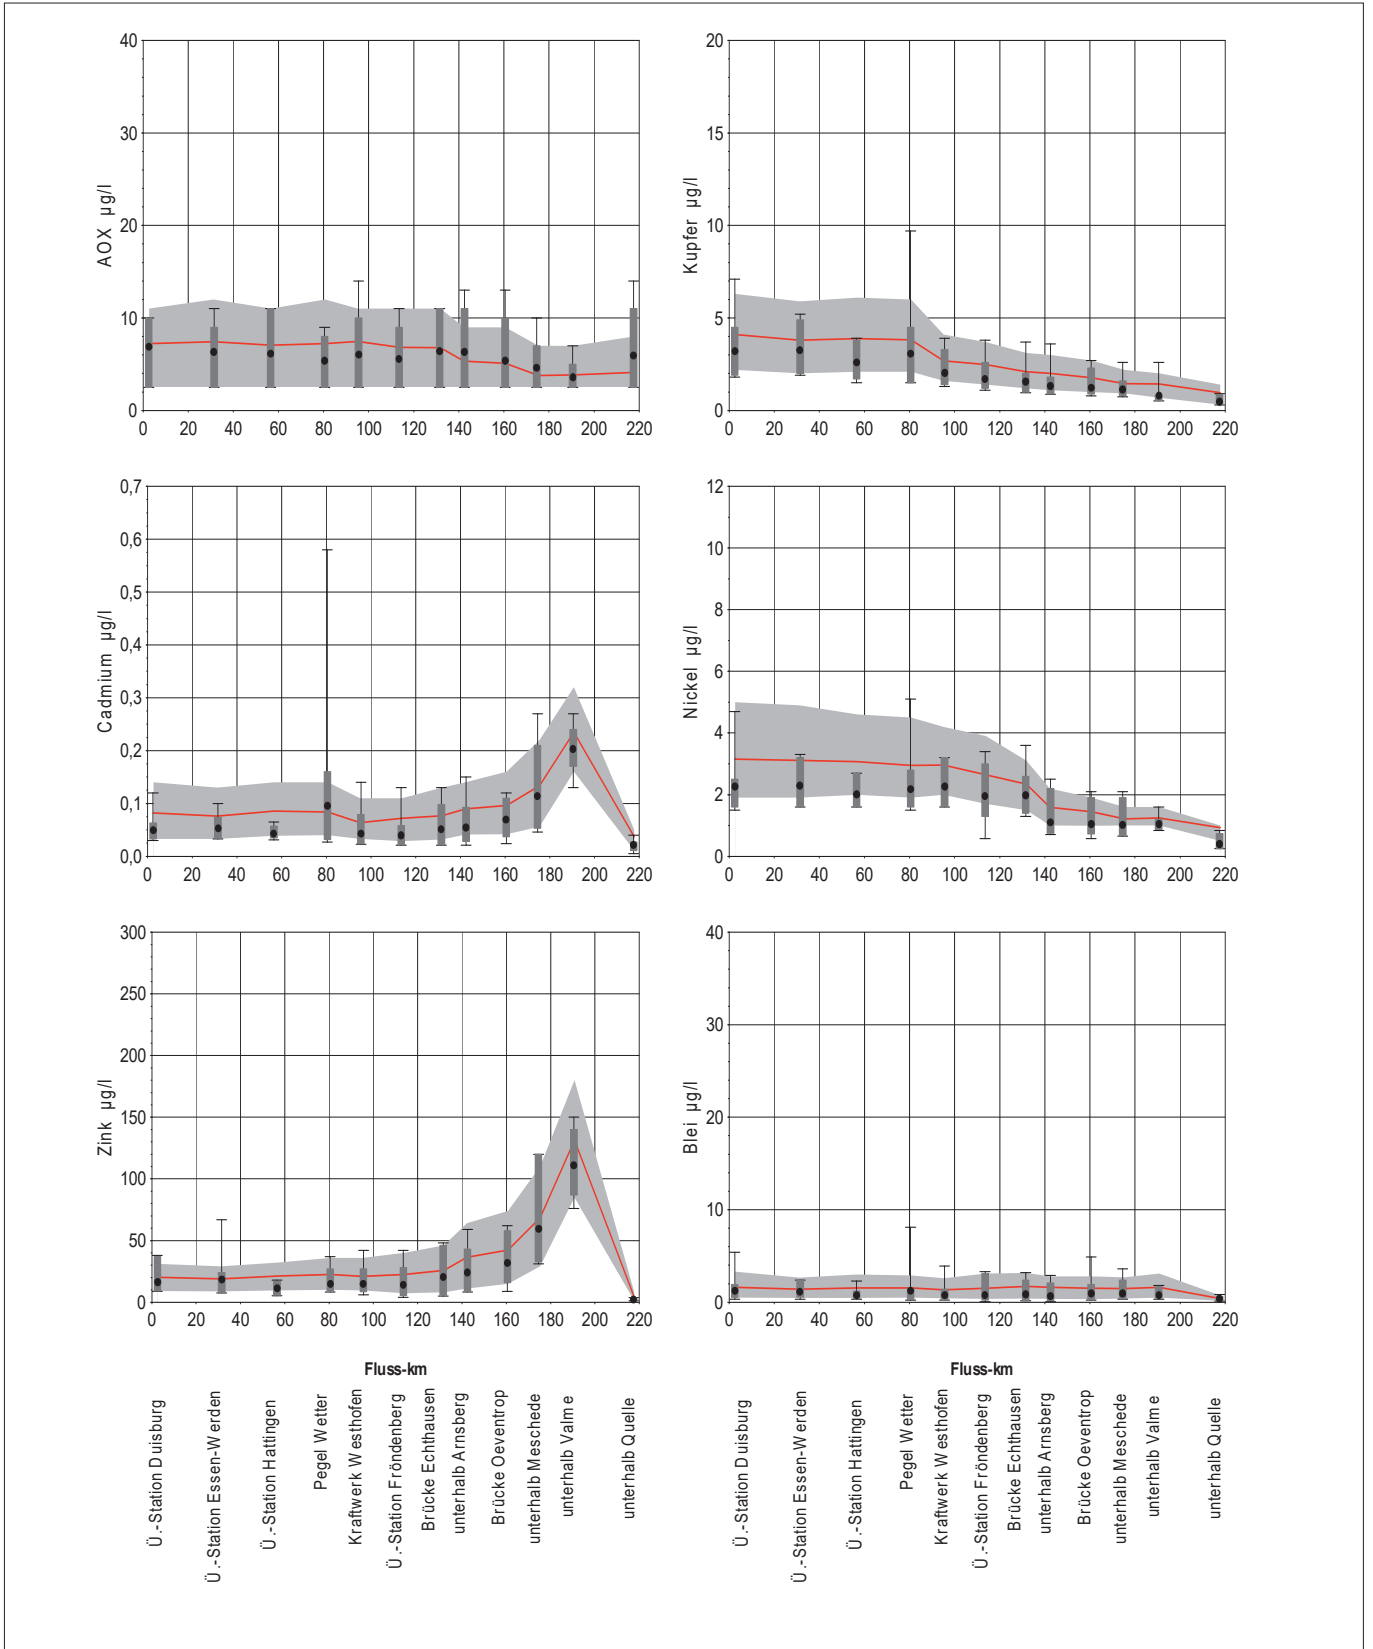 AOX µg/l
40
30
20
10
0
0 20 40 60 80 100 120 140 160 180 200 220
Kupfer µg/l
20
15
10
5
0
0 20 40 60 80 100 120 140 160 180 200 220
Cadmium µg/l
0,7
0,6
0,5
0,4
0,3
0,2
0,1
0,0
0 20 40 60 80 100 120 140 160 180 200 220
Nickel µg/l
12
10
8
6
4
2
0
0 20 40 60 80 100 120 140 160 180 200 220
Zink µg/l
300
250
200
150
100
50
0
0 20 40 60 80 100 120 140 160 180 200 220
Blei µg/l
40
30
20
10
0
0 20 40 60 80 100 120 140 160 180 200 220
Fluss-km
Ü.-Station Duisburg
Ü.-Station Essen-Werden
Ü.-Station Hattingen
Pegel Wetter
Kraftwerk Westhofen
Ü.-Station Fröndenberg
Brücke Echthausen
unterhalb Arnsberg
Brücke Oeventrop
unterhalb Meschede
unterhalb Valme
unterhalb Quelle
Fluss-km
Ü.-Station Duisburg
Ü.-Station Essen-Werden
Ü.-Station Hattingen
Pegel Wetter
Kraftwerk Westhofen
Ü.-Station Fröndenberg
Brücke Echthausen
unterhalb Arnsberg
Brücke Oeventrop
unterhalb Meschede
unterhalb Valme
unterhalb Quelle